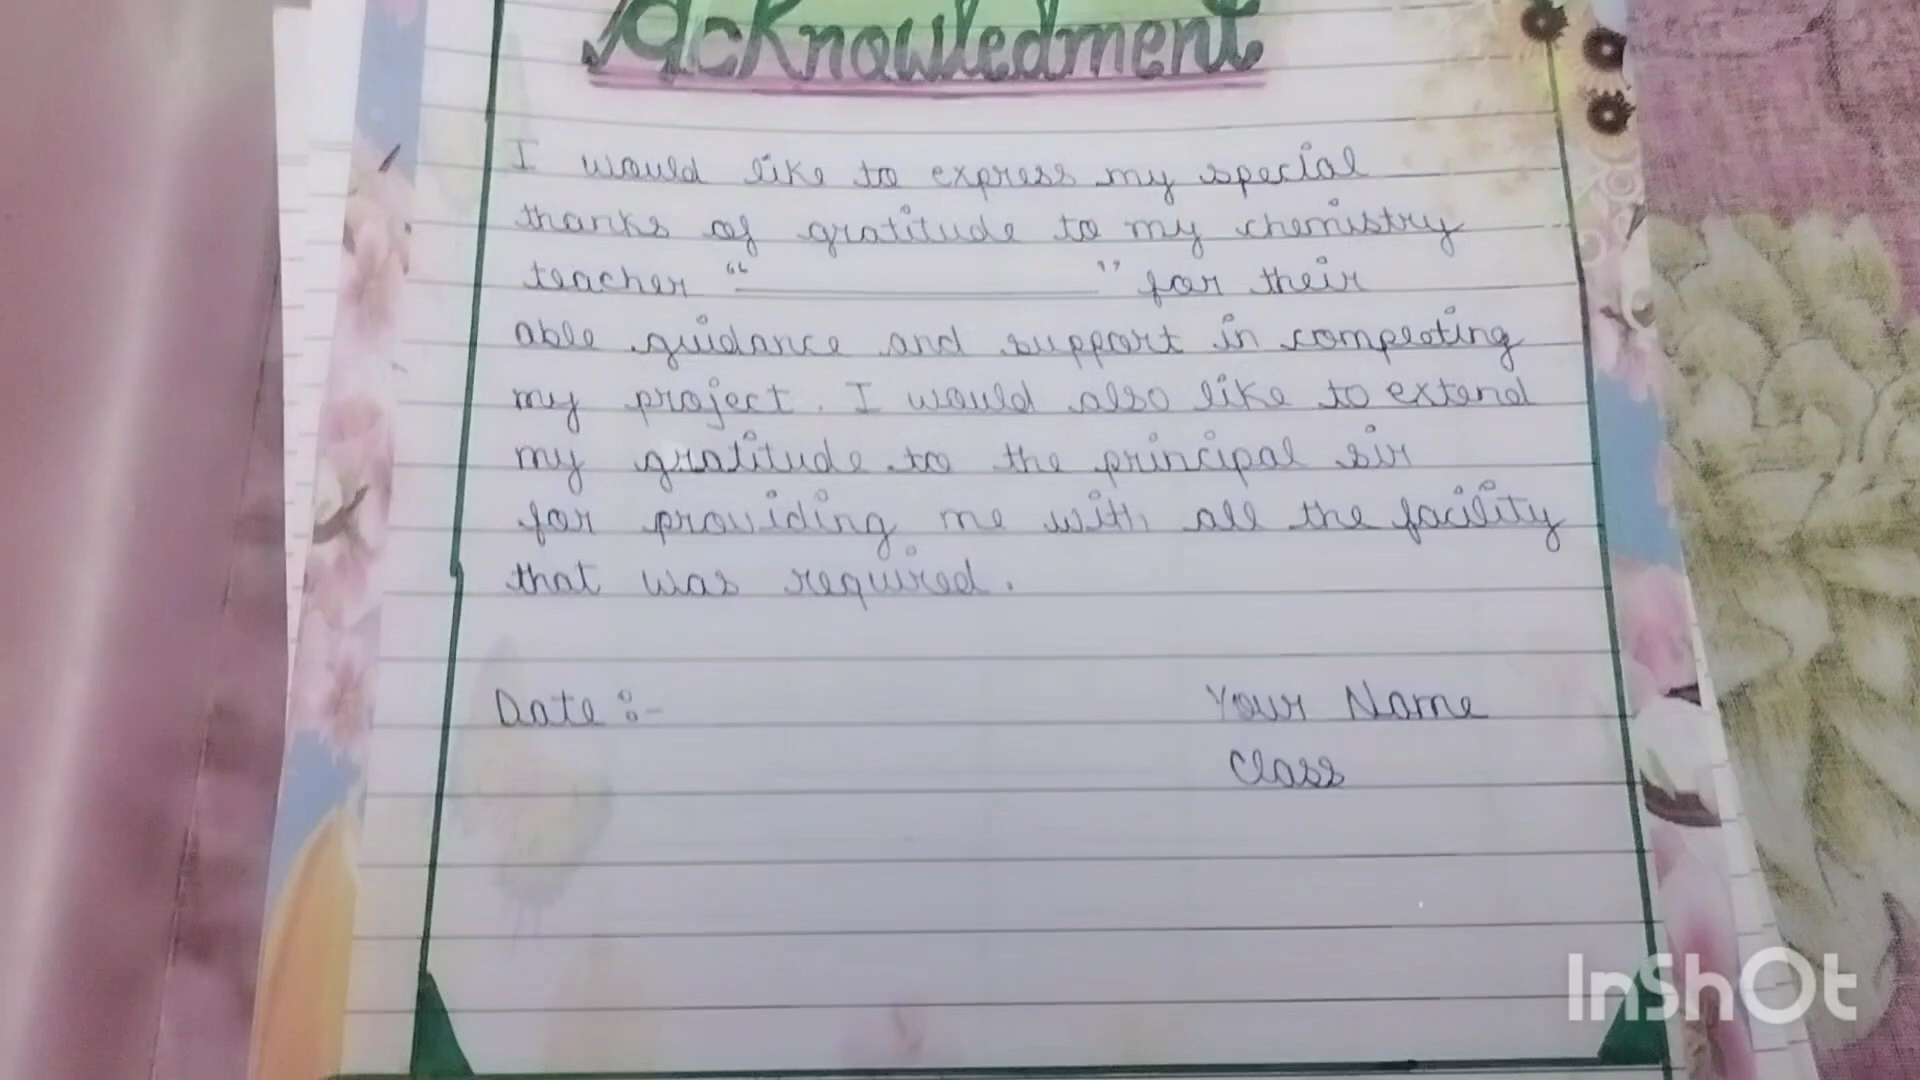 Acknowledment
I would like to express my special
thanks of gratitude to my chemistry
teacher "__________" for their
able guidance and support in completing
my project. I would also like to extend
my gratitude to the principal sir
for providing me with all the facility
that was required.
Date :-
Your Name
Class
InShOt